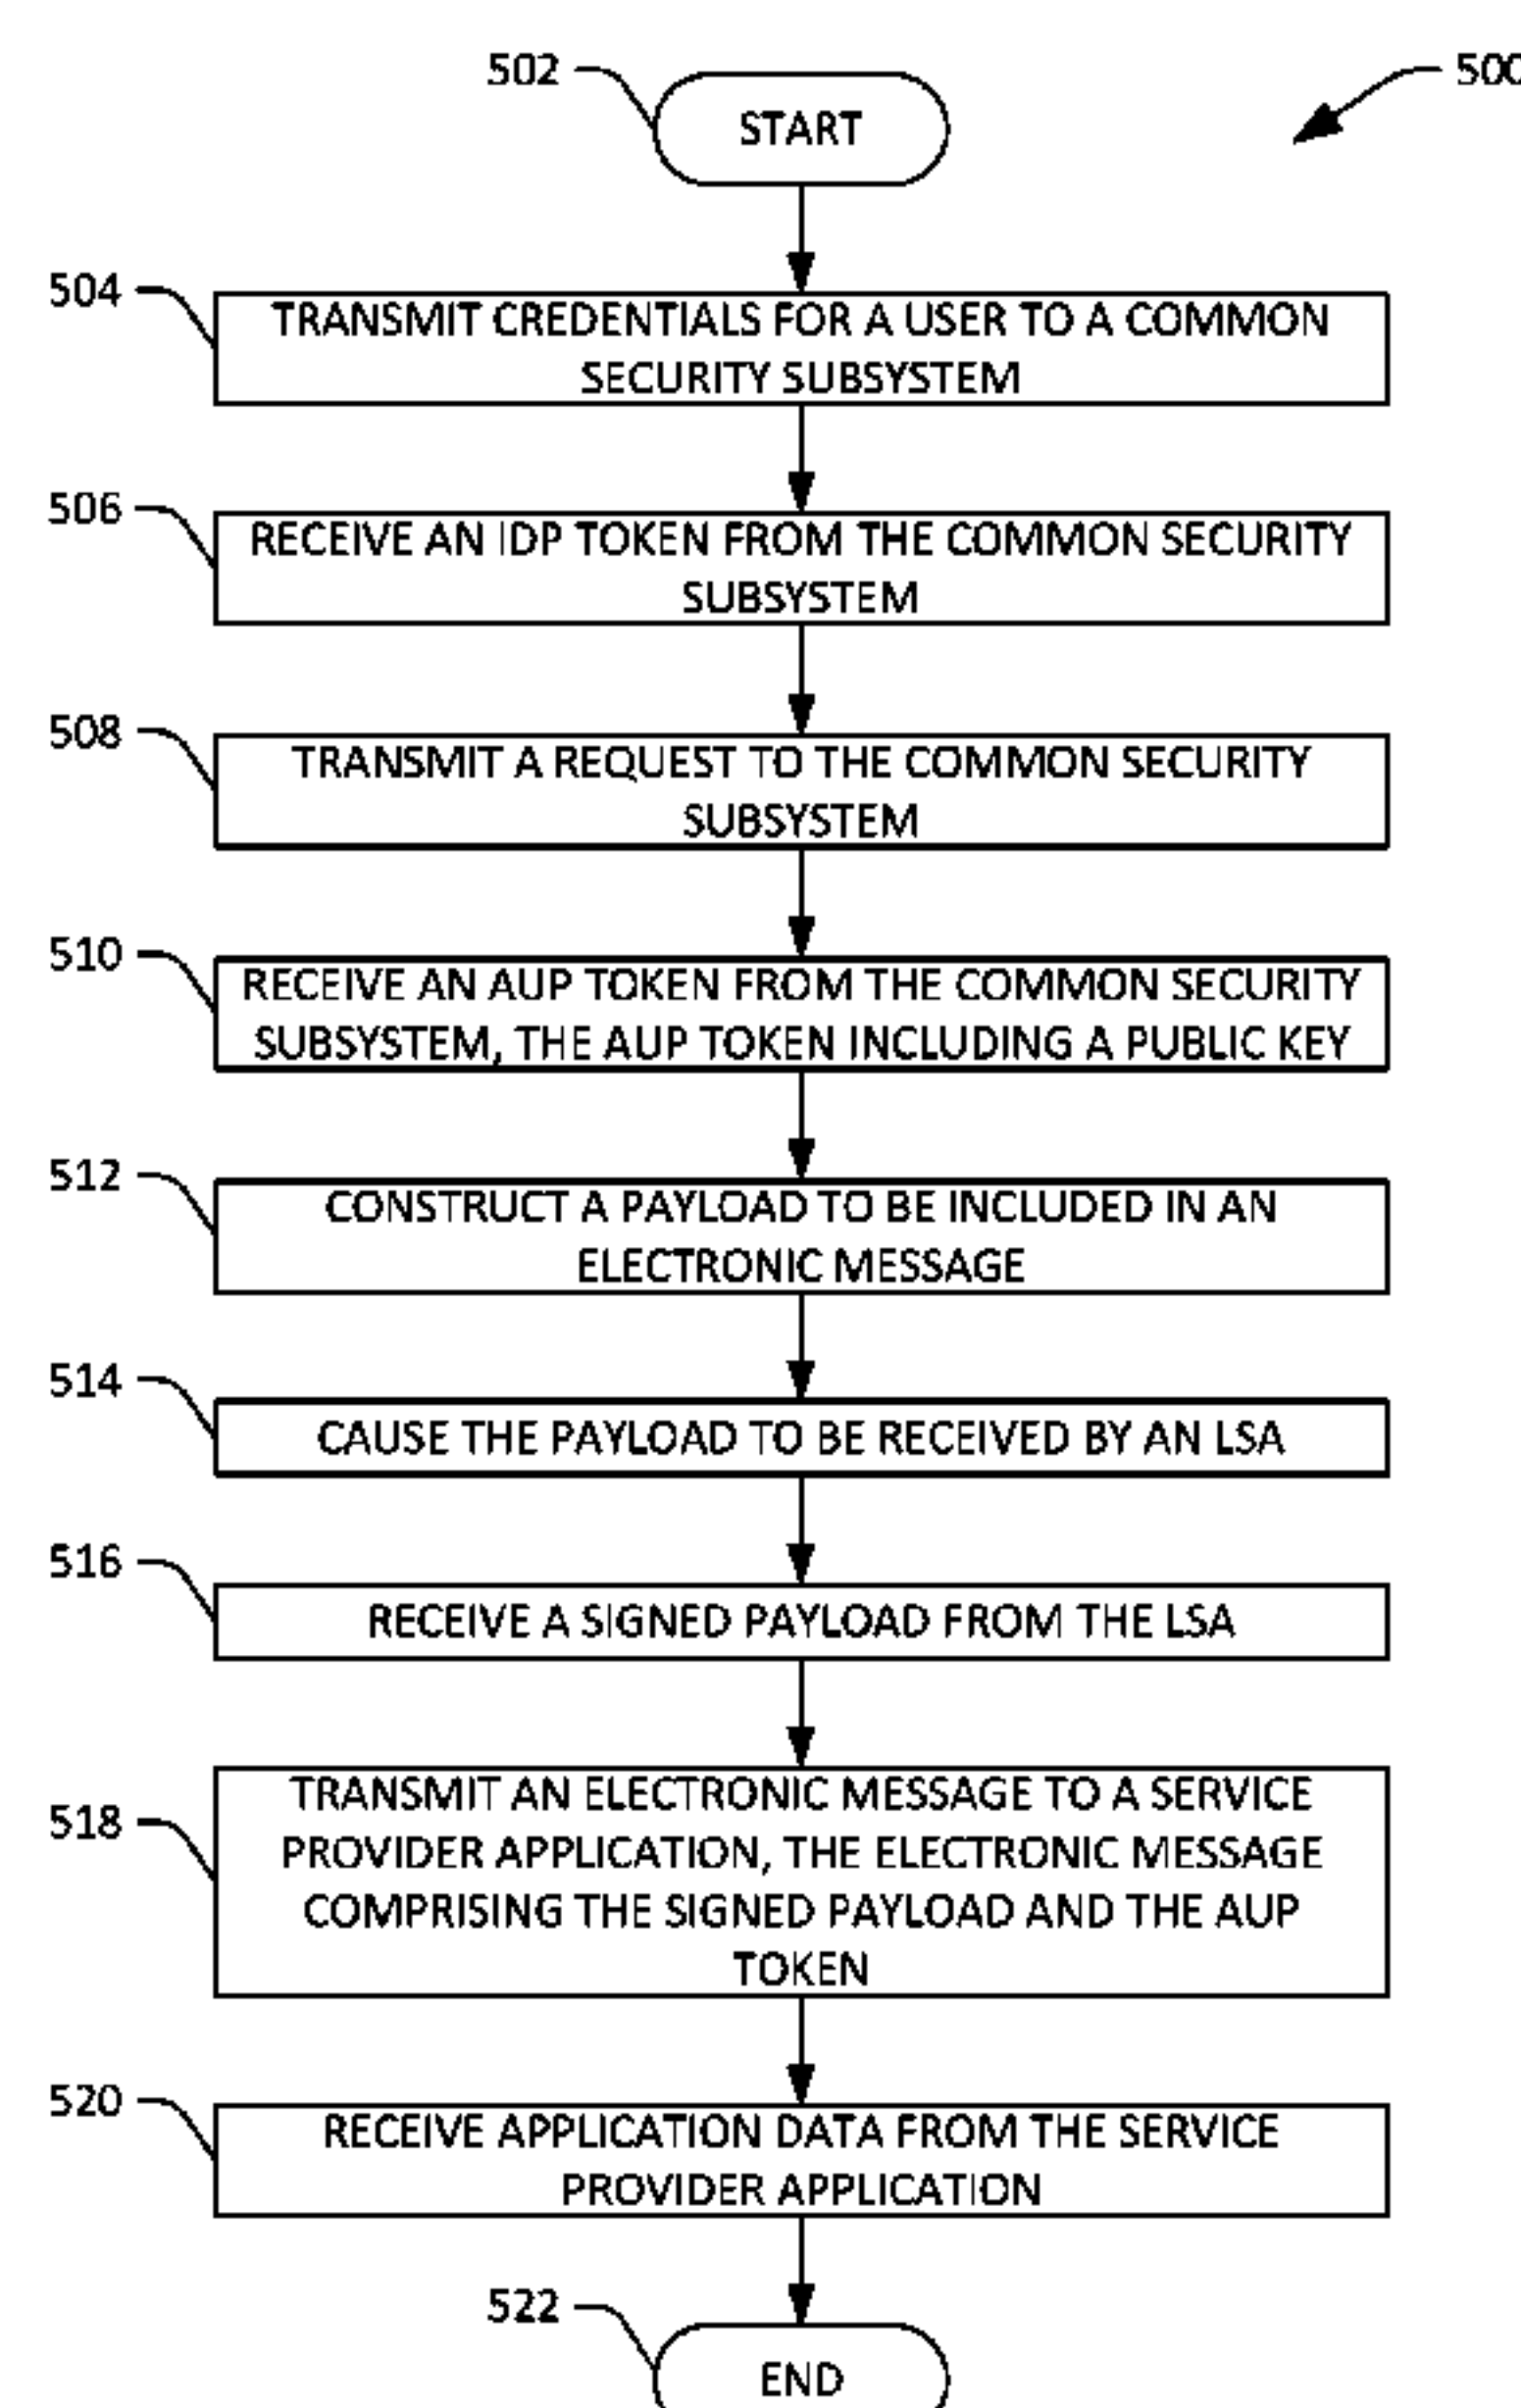 502
START
500
504
TRANSMIT CREDENTIALS FOR A USER TO A COMMON
SECURITY SUBSYSTEM
506
RECEIVE AN IDP TOKEN FROM THE COMMON SECURITY
SUBSYSTEM
508
TRANSMIT A REQUEST TO THE COMMON SECURITY
SUBSYSTEM
510
RECEIVE AN AUP TOKEN FROM THE COMMON SECURITY
SUBSYSTEM, THE AUP TOKEN INCLUDING A PUBLIC KEY
512
CONSTRUCT A PAYLOAD TO BE INCLUDED IN AN
ELECTRONIC MESSAGE
514
CAUSE THE PAYLOAD TO BE RECEIVED BY AN LSA
516
RECEIVE A SIGNED PAYLOAD FROM THE LSA
518
TRANSMIT AN ELECTRONIC MESSAGE TO A SERVICE
PROVIDER APPLICATION, THE ELECTRONIC MESSAGE
COMPRISING THE SIGNED PAYLOAD AND THE AUP
TOKEN
520
RECEIVE APPLICATION DATA FROM THE SERVICE
PROVIDER APPLICATION
522
END